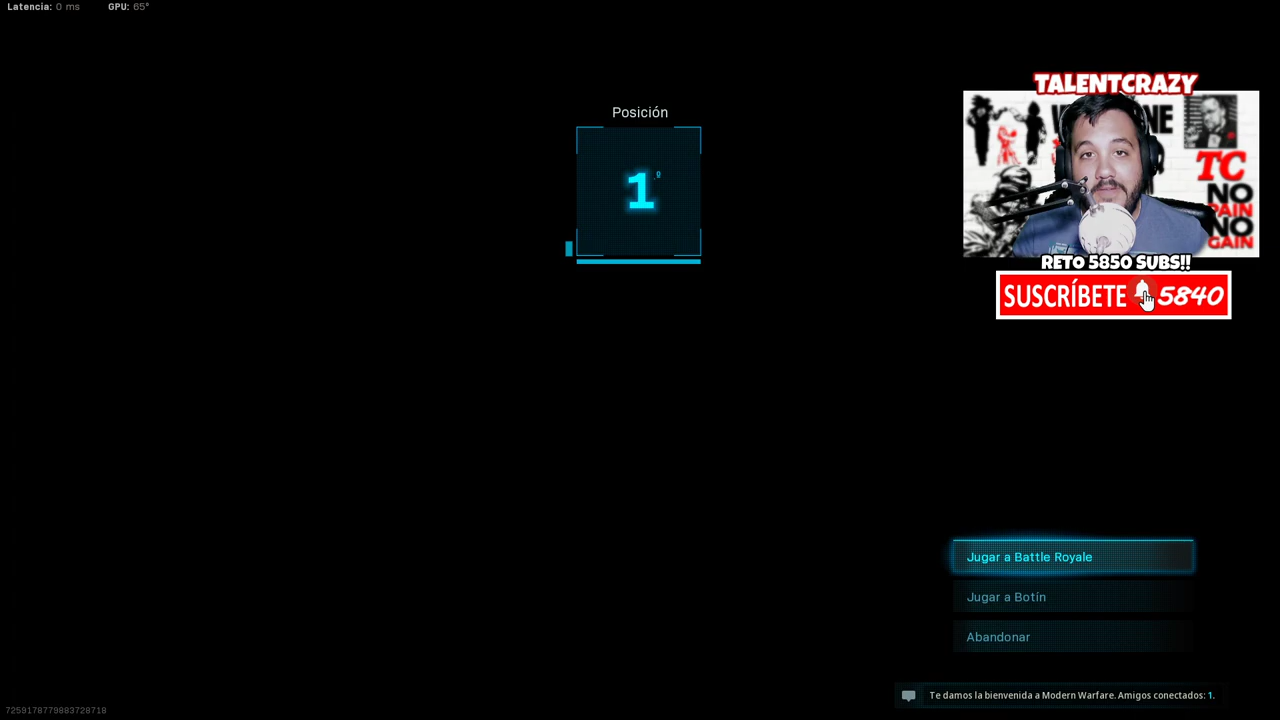 Latencia: 0 ms GPU: 65°
TALENTCRAZY
Posición
1º
TC
NO
PAIN
NO
GAIN
RETO 5850 SUBS!!
SUSCRÍBETE 5840
Jugar a Battle Royale
Jugar a Botín
Abandonar
Te damos la bienvenida a Modern Warfare. Amigos conectados: 1.
7259178779883728718